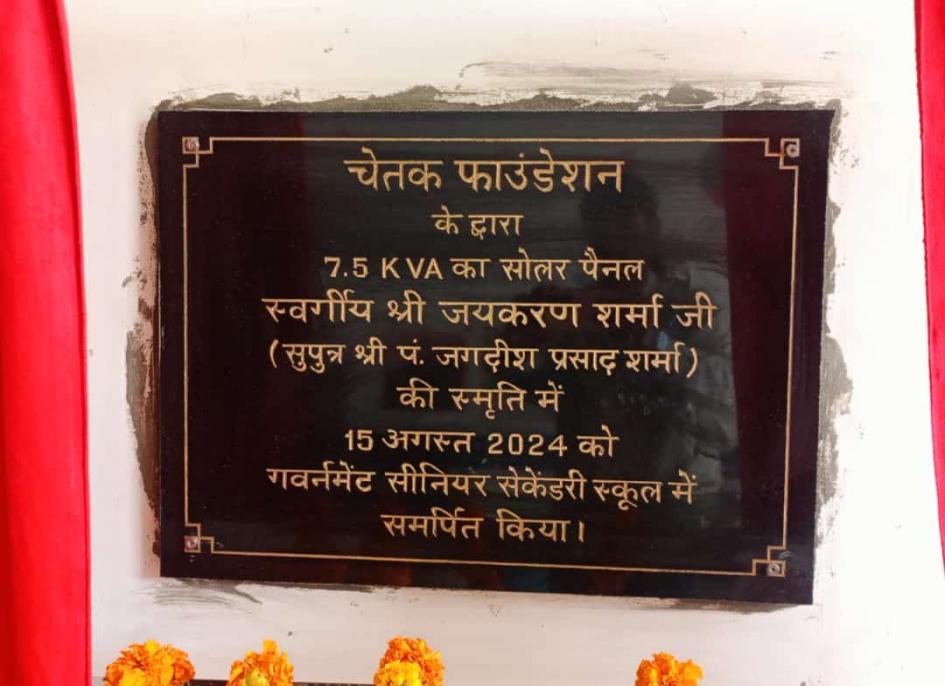 चेतक फाउंडेशन
के द्वारा
7.5 KVA का सोलर पैनल
स्वर्गीय श्री जयकरण शर्मा जी
(सुपुत्र श्री पं. जगदीश प्रसाद शर्मा)
की स्मृति में
15 अगस्त 2024 को
गवर्नमेंट सीनियर सेकेंडरी स्कूल में
समर्पित किया।